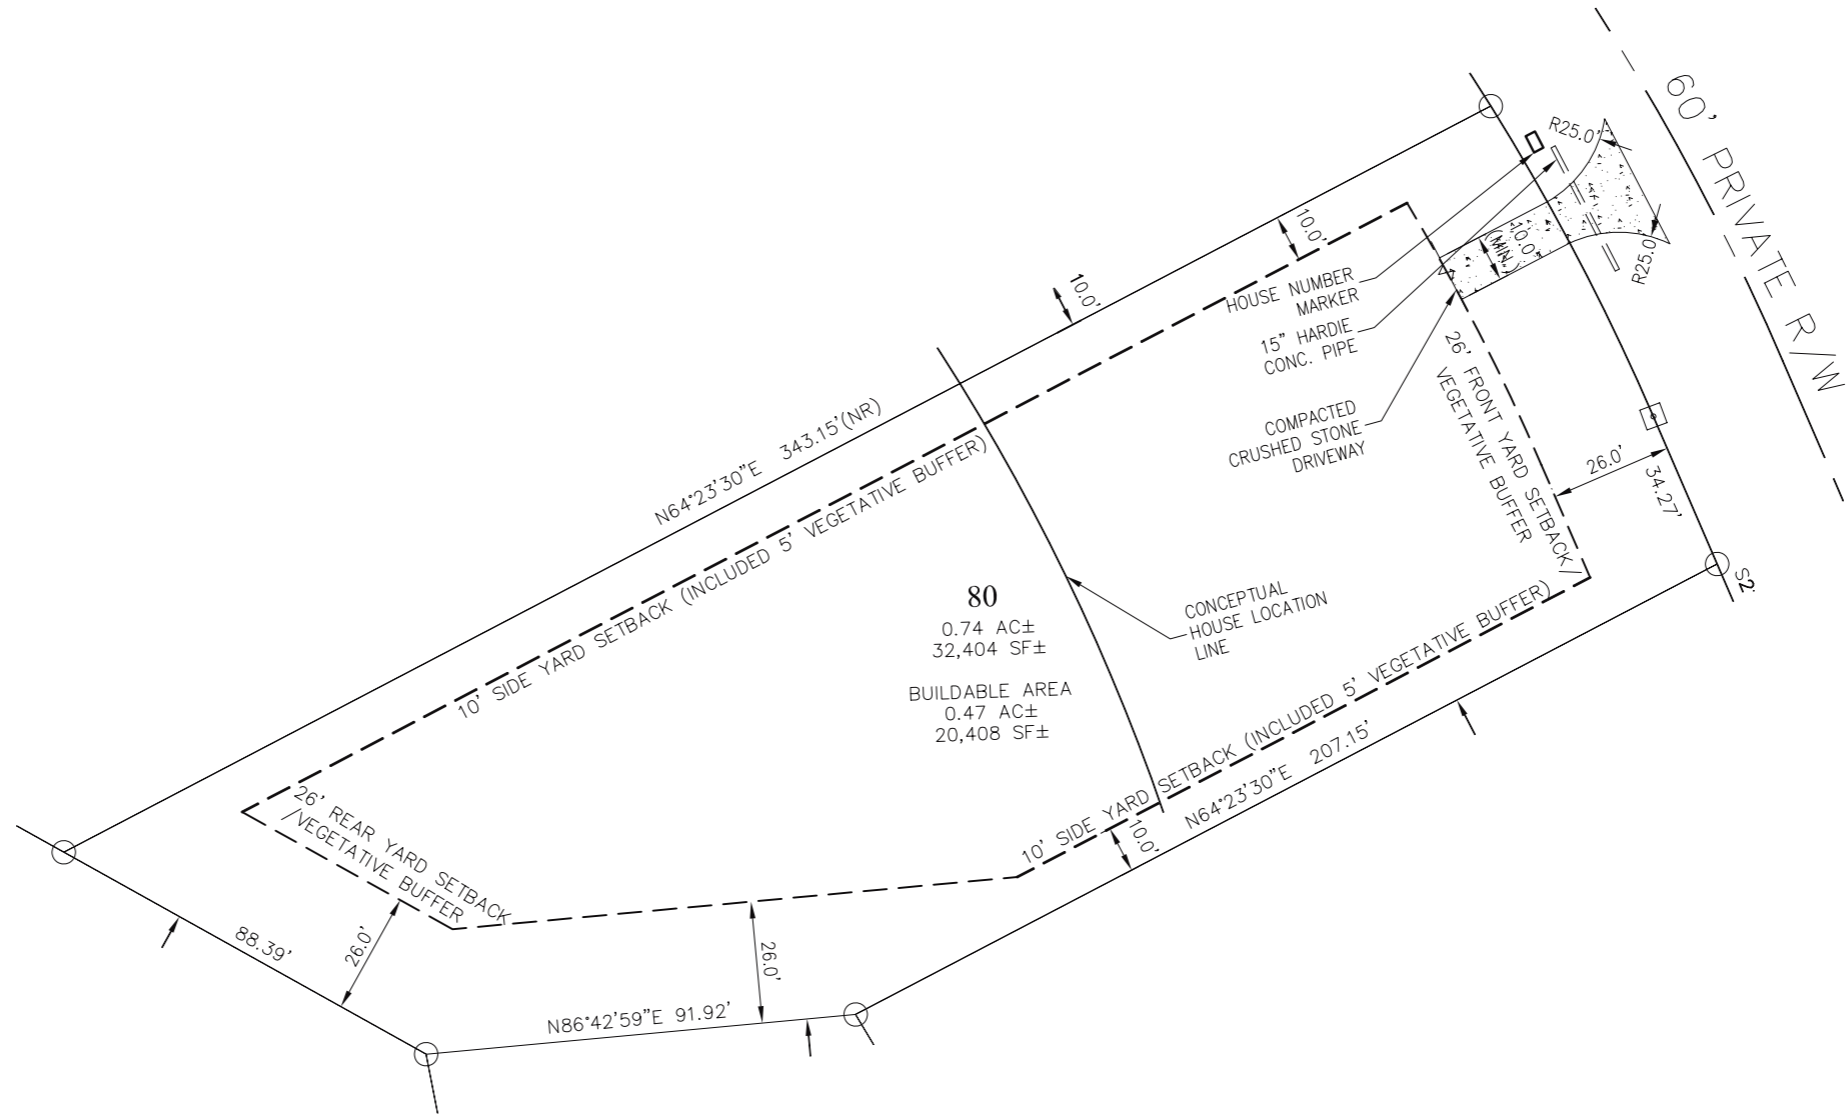 60' PRIVATE R/W
R25.0'
R25.0'
10.0'
(MIN.)
10.0'
10.0'
HOUSE NUMBER
MARKER
15" HARDIE
CONC. PIPE
COMPACTED
CRUSHED STONE
DRIVEWAY
26' FRONT YARD SETBACK/
VEGETATIVE BUFFER
26.0'
34.27'
N64°23'30"E 343.15'(NR)
10' SIDE YARD SETBACK (INCLUDED 5' VEGETATIVE BUFFER)
80
0.74 AC±
32,404 SF±
BUILDABLE AREA
0.47 AC±
20,408 SF±
CONCEPTUAL
HOUSE LOCATION
LINE
10' SIDE YARD SETBACK (INCLUDED 5' VEGETATIVE BUFFER)
N64°23'30"E 207.15'
10.0'
26' REAR YARD SETBACK
/VEGETATIVE BUFFER
88.39'
26.0'
26.0'
N86°42'59"E 91.92'